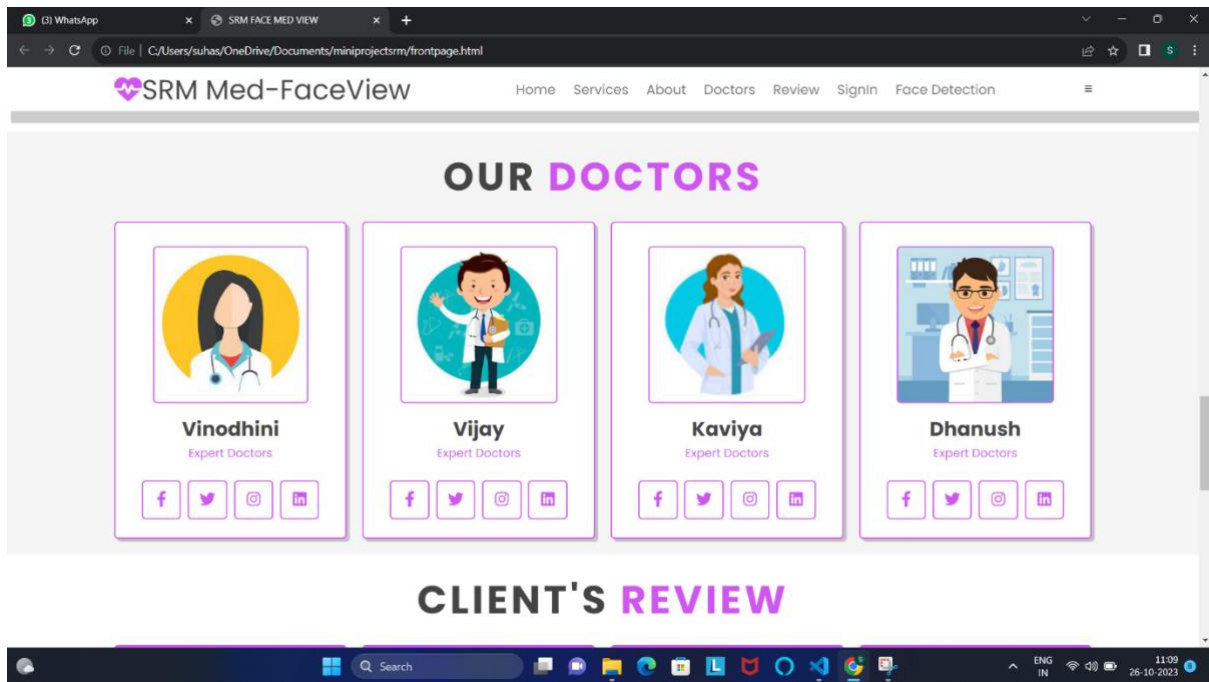 (3) WhatsApp
SRM FACE MED VIEW
File | C:/Users/suhas/OneDrive/Documents/miniprojectsrm/frontpage.html
S
SRM Med-FaceView
Home Services About Doctors Review SignIn Face Detection
OUR DOCTORS
Vinodhini Vijay Kaviya Dhanush
Expert Doctors Expert Doctors Expert Doctors Expert Doctors
CLIENT'S REVIEW
Search
ENG
IN
11:09
26-10-2023